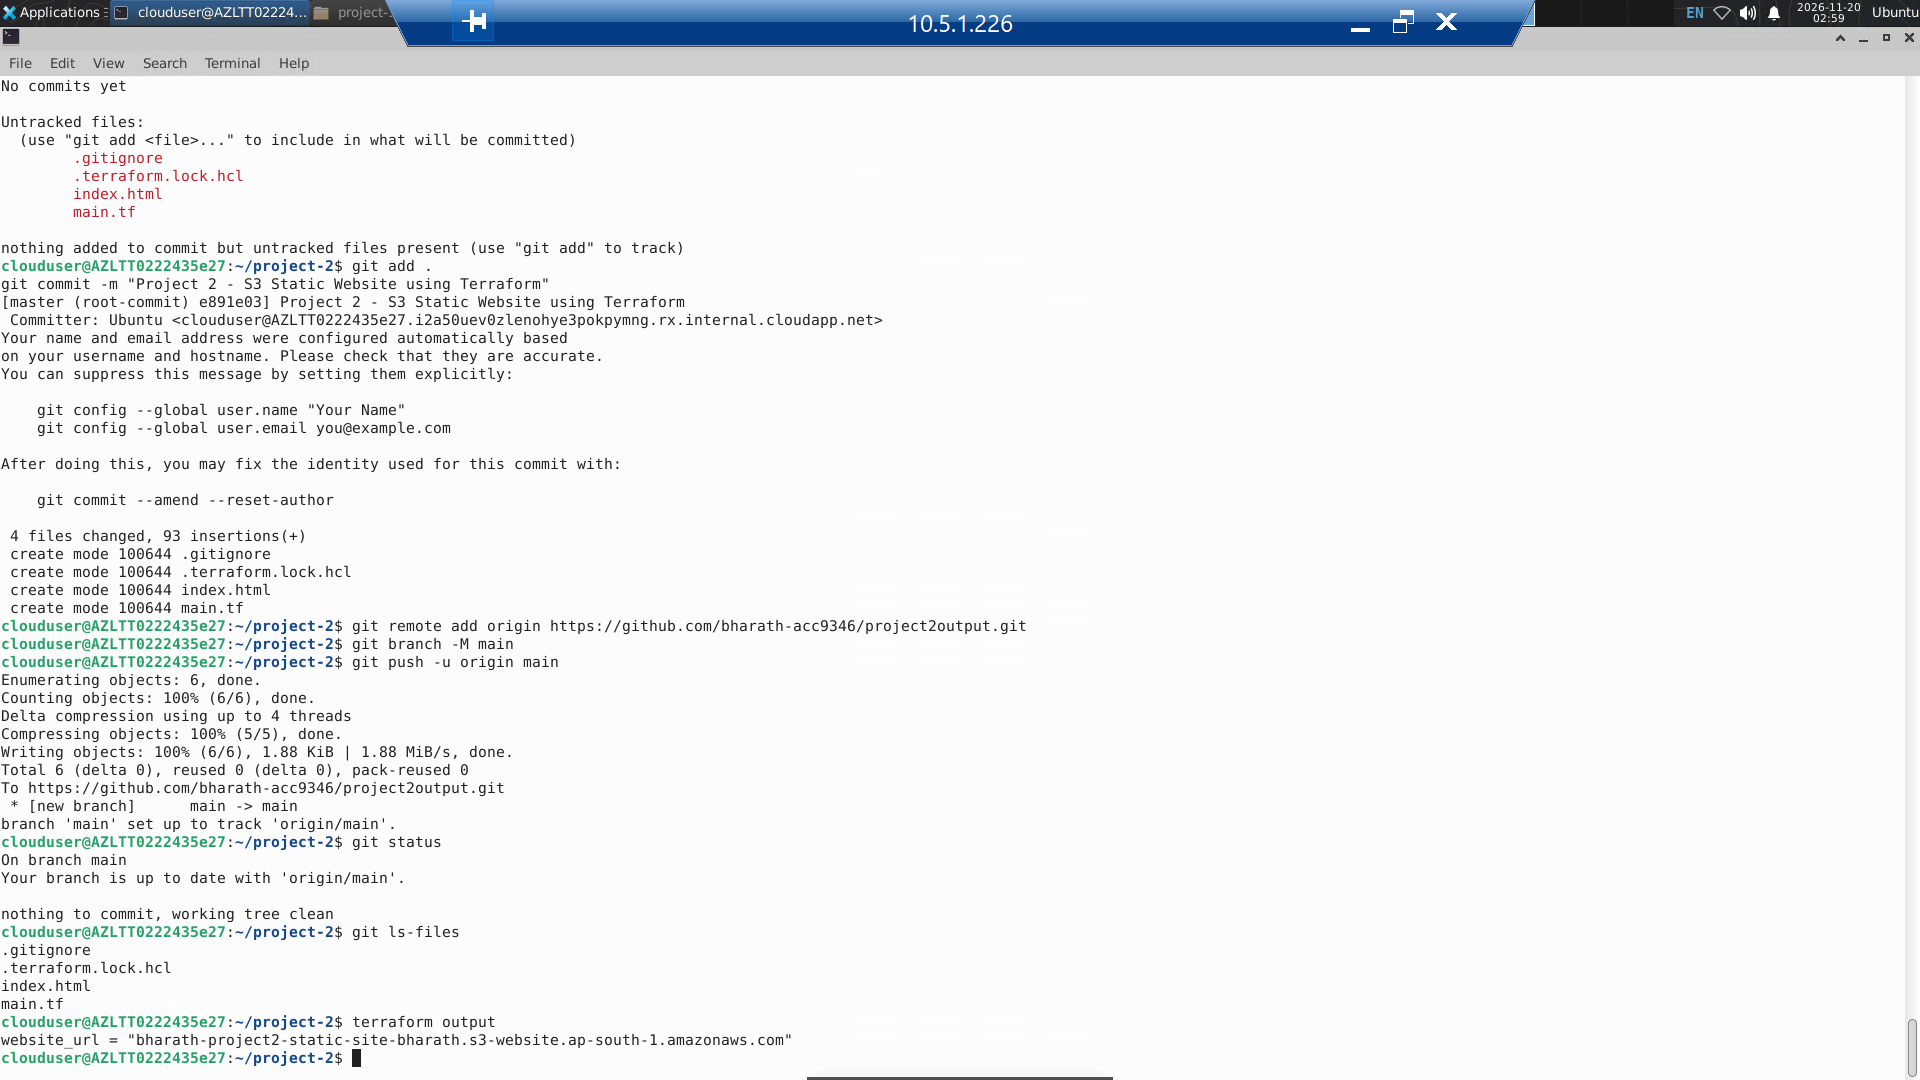 Applications
clouduser@AZLTT02224...
project-
10.5.1.226
EN
2026-11-20
02:59
Ubuntu
File Edit View Search Terminal Help
No commits yet
Untracked files:
(use "git add <file>..." to include in what will be committed)
.gitignore
.terraform.lock.hcl
index.html
main.tf
nothing added to commit but untracked files present (use "git add" to track)
clouduser@AZLTT0222435e27:~/project-2$ git add .
git commit -m "Project 2 - S3 Static Website using Terraform"
[master (root-commit) e891e03] Project 2 - S3 Static Website using Terraform
Committer: Ubuntu <clouduser@AZLTT0222435e27.i2a50uev0zlenohye3pokpymng.rx.internal.cloudapp.net>
Your name and email address were configured automatically based
on your username and hostname. Please check that they are accurate.
You can suppress this message by setting them explicitly:
git config --global user.name "Your Name"
git config --global user.email you@example.com
After doing this, you may fix the identity used for this commit with:
git commit --amend --reset-author
4 files changed, 93 insertions(+)
create mode 100644 .gitignore
create mode 100644 .terraform.lock.hcl
create mode 100644 index.html
create mode 100644 main.tf
clouduser@AZLTT0222435e27:~/project-2$ git remote add origin https://github.com/bharath-acc9346/project2output.git
clouduser@AZLTT0222435e27:~/project-2$ git branch -M main
clouduser@AZLTT0222435e27:~/project-2$ git push -u origin main
Enumerating objects: 6, done.
Counting objects: 100% (6/6), done.
Delta compression using up to 4 threads
Compressing objects: 100% (5/5), done.
Writing objects: 100% (6/6), 1.88 KiB | 1.88 MiB/s, done.
Total 6 (delta 0), reused 0 (delta 0), pack-reused 0
To https://github.com/bharath-acc9346/project2output.git
* [new branch]      main -> main
branch 'main' set up to track 'origin/main'.
clouduser@AZLTT0222435e27:~/project-2$ git status
On branch main
Your branch is up to date with 'origin/main'.
nothing to commit, working tree clean
clouduser@AZLTT0222435e27:~/project-2$ git ls-files
.gitignore
.terraform.lock.hcl
index.html
main.tf
clouduser@AZLTT0222435e27:~/project-2$ terraform output
website_url = "bharath-project2-static-site-bharath.s3-website.ap-south-1.amazonaws.com"
clouduser@AZLTT0222435e27:~/project-2$